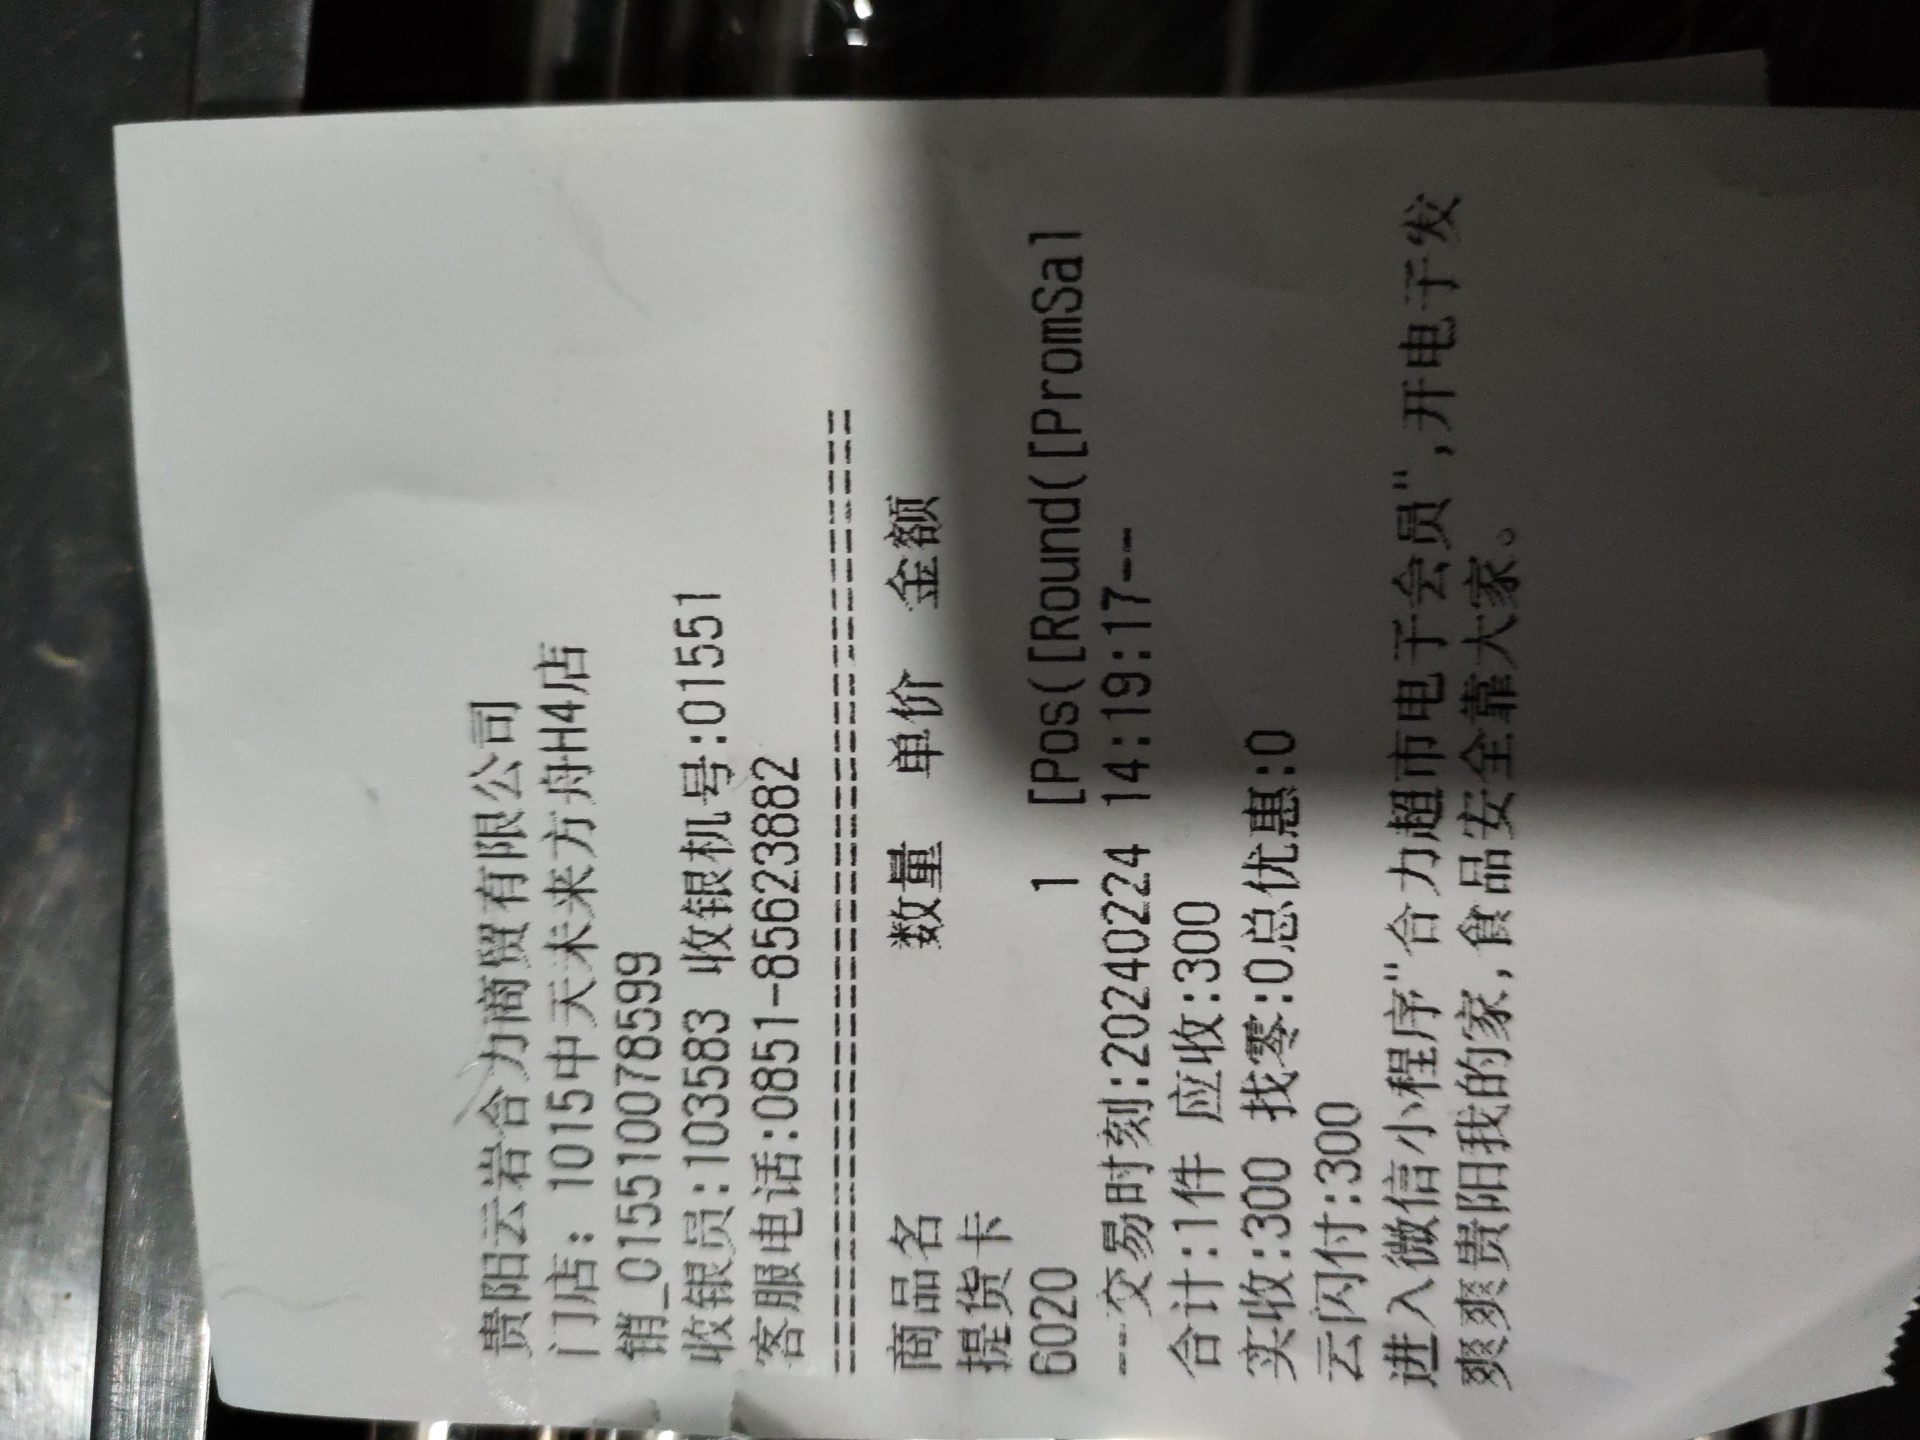 贵阳云岩合力商贸有限公司
门店: 1015中天未来方舟H4店
销_015510078599
收银员:103583 收银机号:01551
客服电话:0851-85623882
========================================
商品名 数量 单价 金额
提货卡
6020 1 [Pos([Round([PromSal
---交易时刻:20240224 14:19:17--
合计:1件 应收:300
实收:300 找零:0总优惠:0
云闪付:300
进入微信小程序"合力超市电子会员",开电子发
爽爽贵阳我的家,食品安全靠大家。